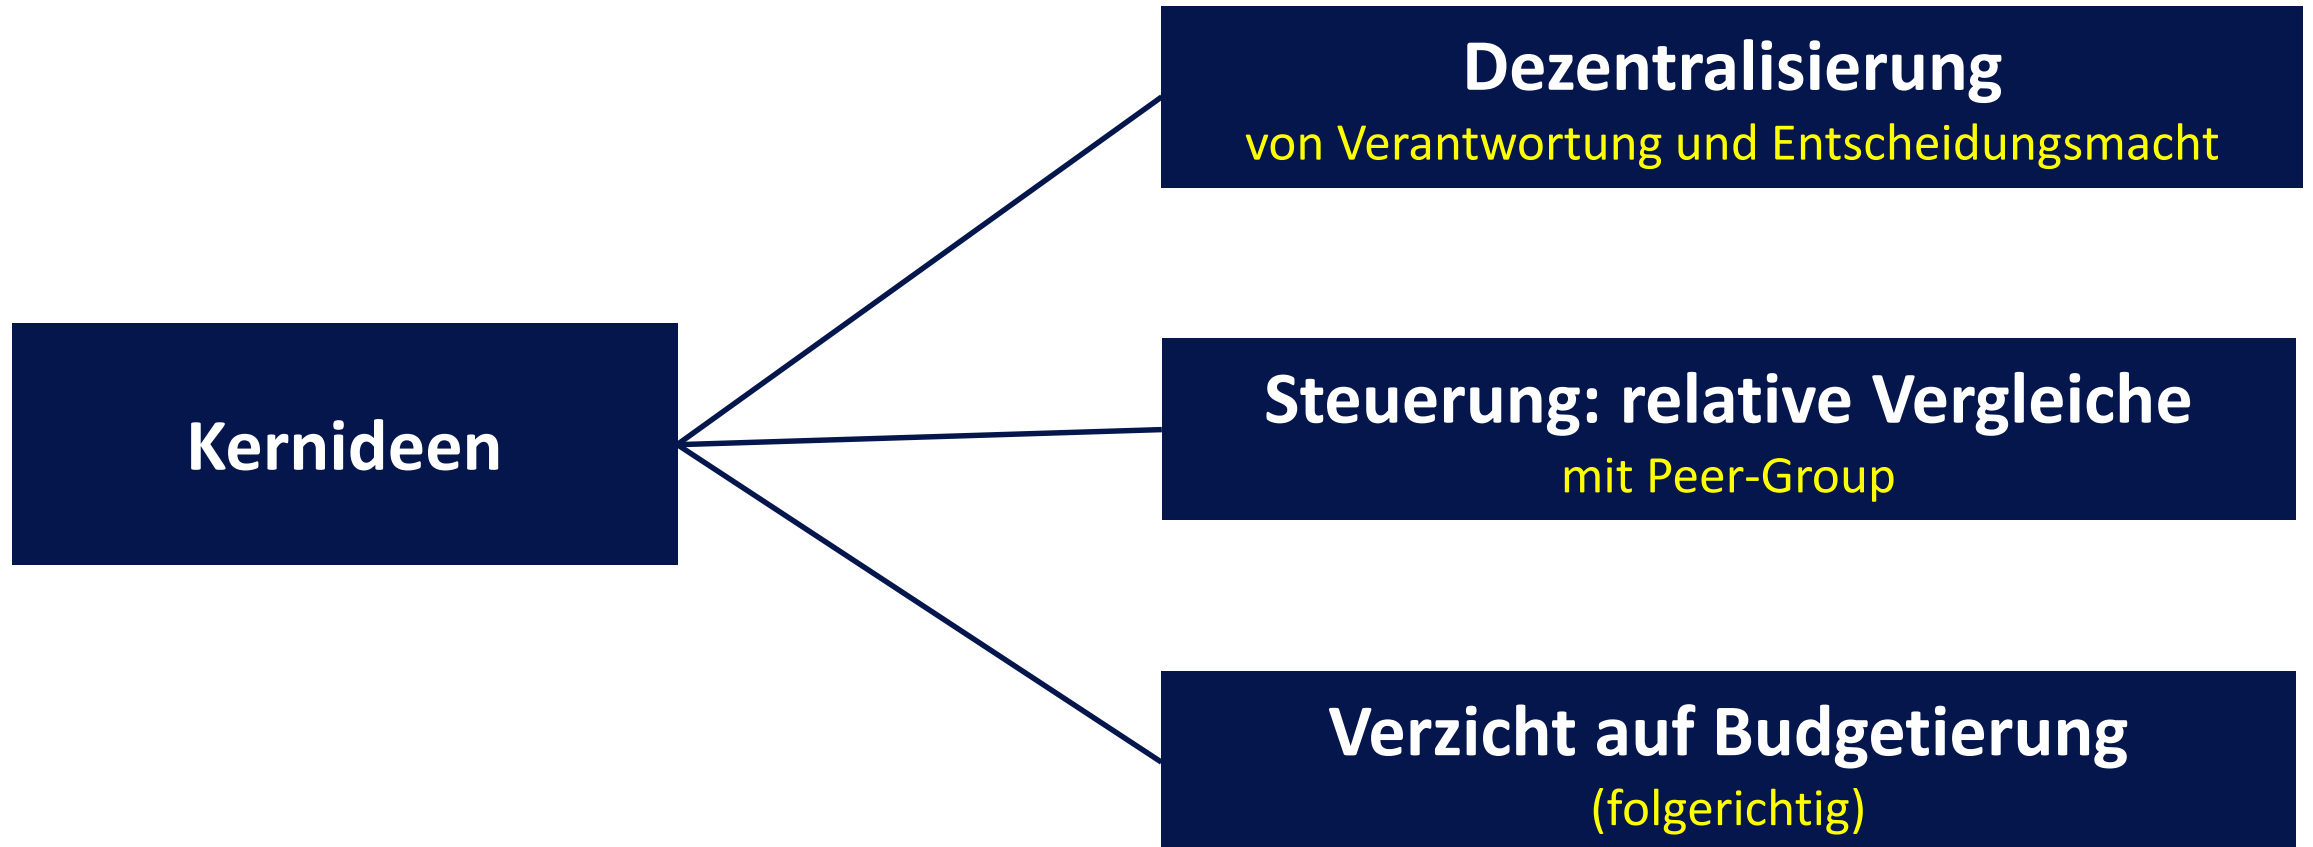 Dezentralisierung
von Verantwortung und Entscheidungsmacht
Kernideen
Steuerung: relative Vergleiche
mit Peer-Group
Verzicht auf Budgetierung
(folgerichtig)